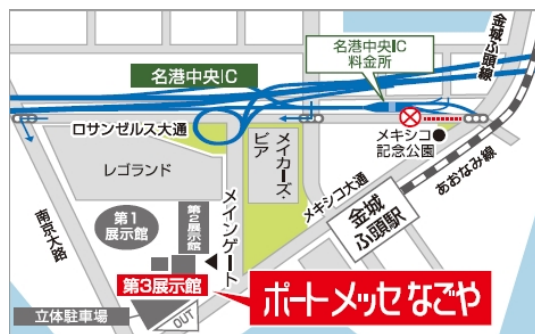 金城ふ頭線
名港中央IC
料金所
名港中央IC
ロサンゼルス大通
メキシコ
記念公園
メイカーズ・
ピア
レゴランド
あおなみ線
メキシコ大通
金城
ふ頭駅
南京大路
第1
展示館
第2展示館
メインゲート
第3展示館
ポートメッセなごや
立体駐車場
OUT